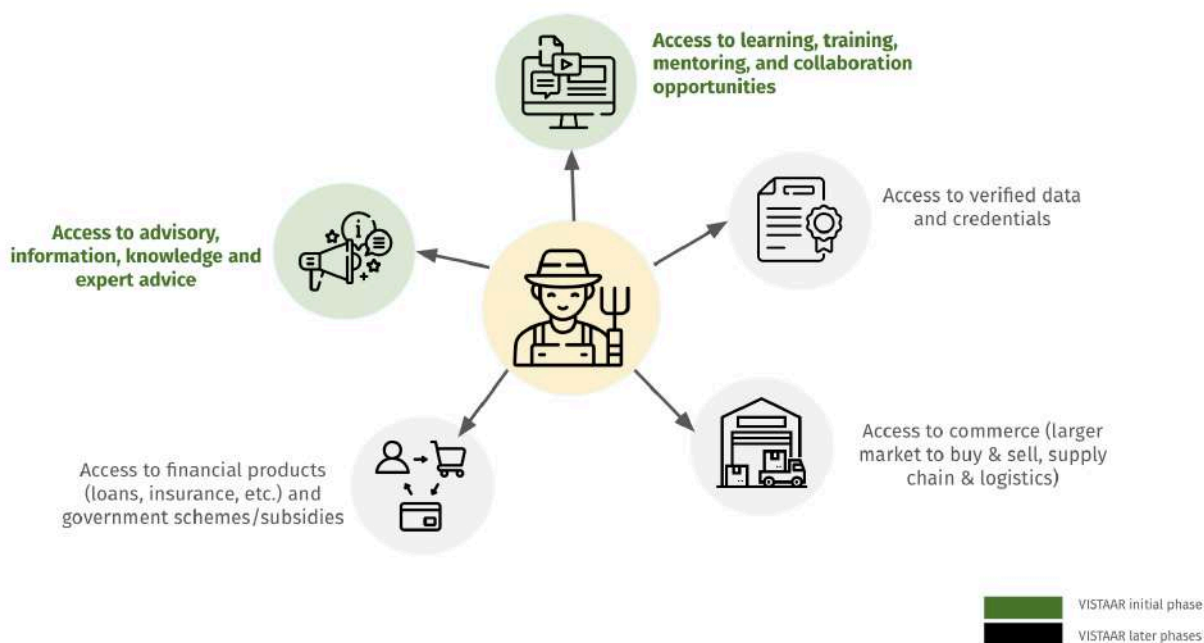 Access to learning, training,
mentoring, and collaboration
opportunities
Access to verified data
and credentials
Access to advisory,
information, knowledge and
expert advice
Access to commerce (larger
market to buy & sell, supply
chain & logistics)
Access to financial products
(loans, insurance, etc.) and
government schemes/subsidies
VISTAAR initial phase
VISTAAR later phases